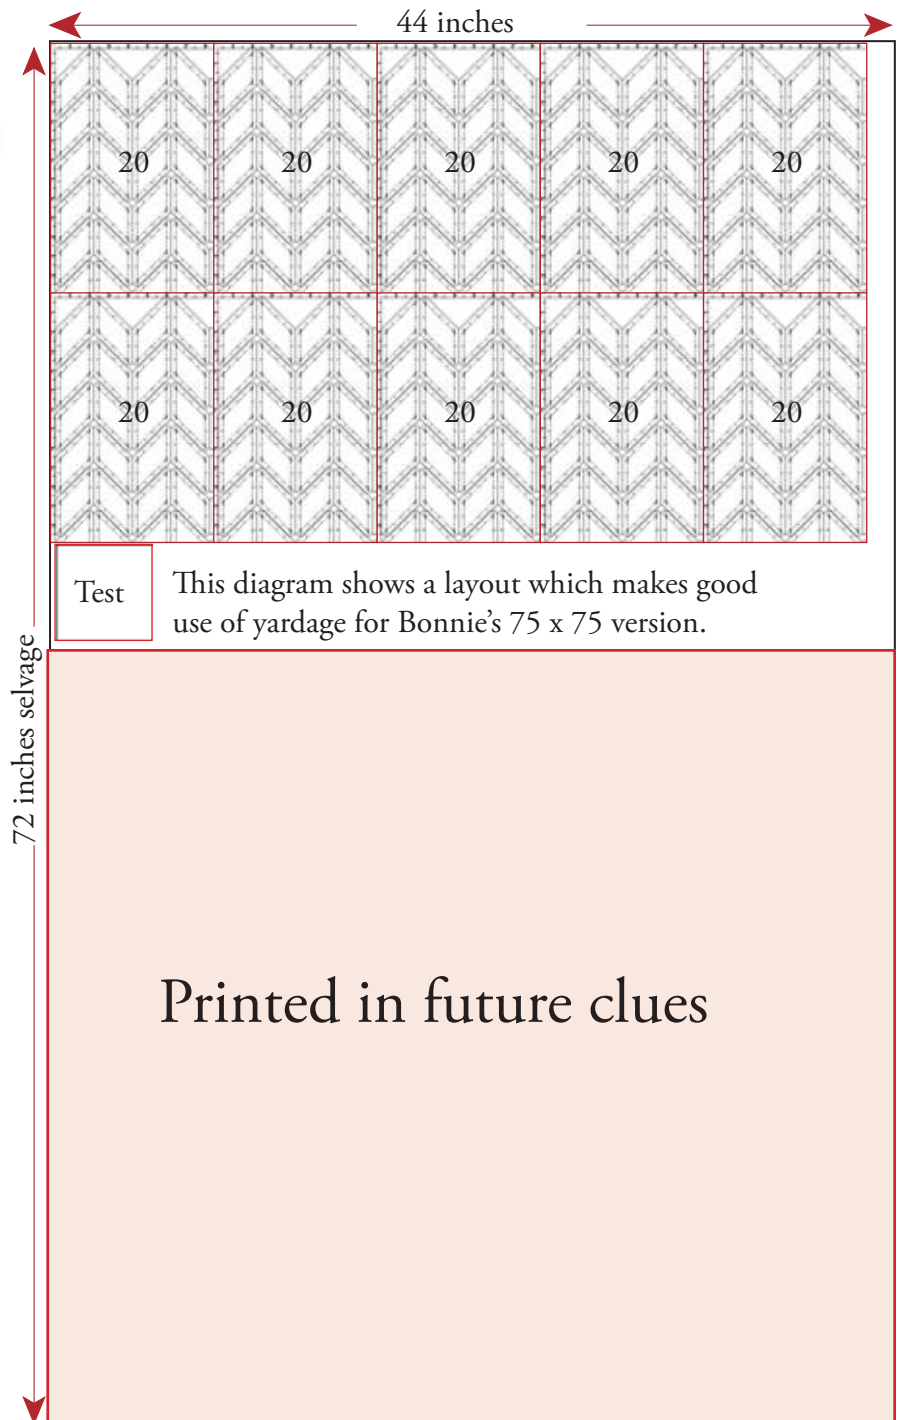 44 inches
20 20 20 20 20
20 20 20 20 20
Test
This diagram shows a layout which makes good
use of yardage for Bonnie’s 75 x 75 version.
72 inches selvage
Printed in future clues